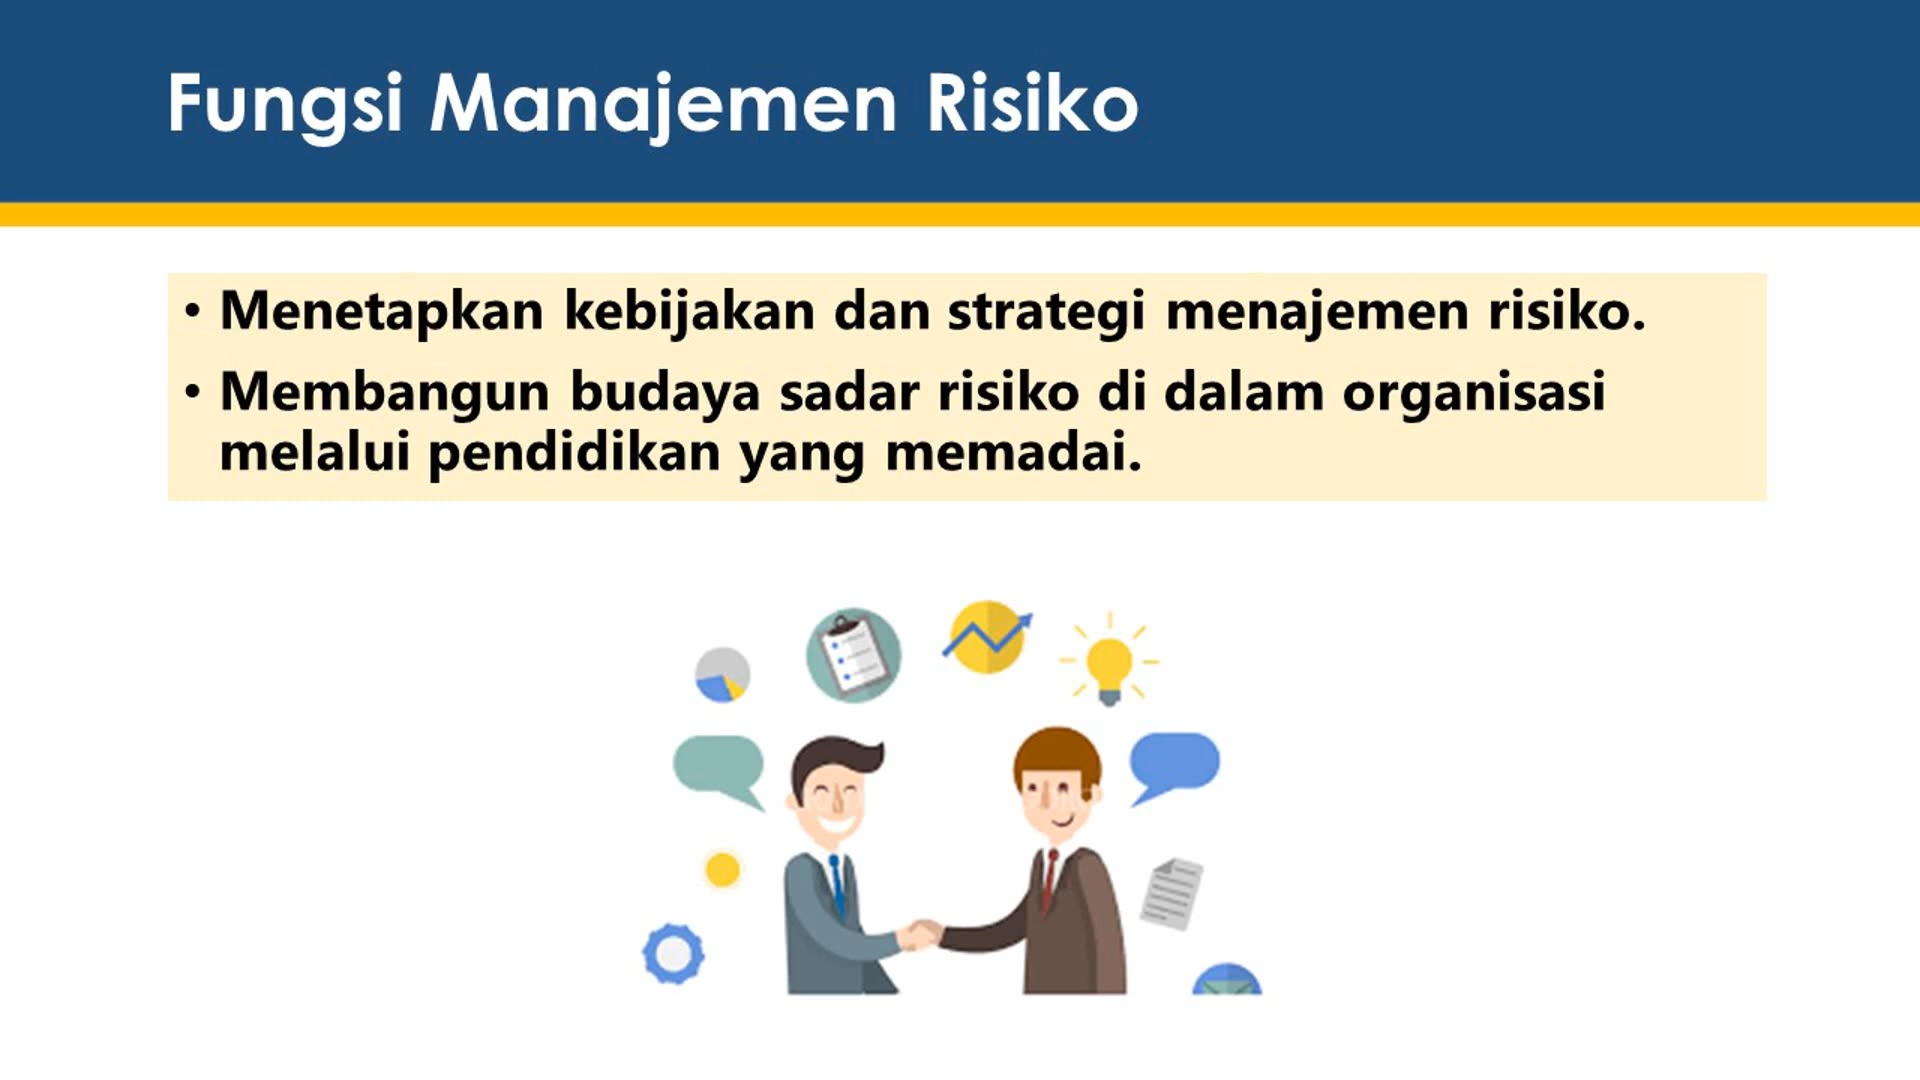 Fungsi Manajemen Risiko
• Menetapkan kebijakan dan strategi menajemen risiko.
• Membangun budaya sadar risiko di dalam organisasi
melalui pendidikan yang memadai.